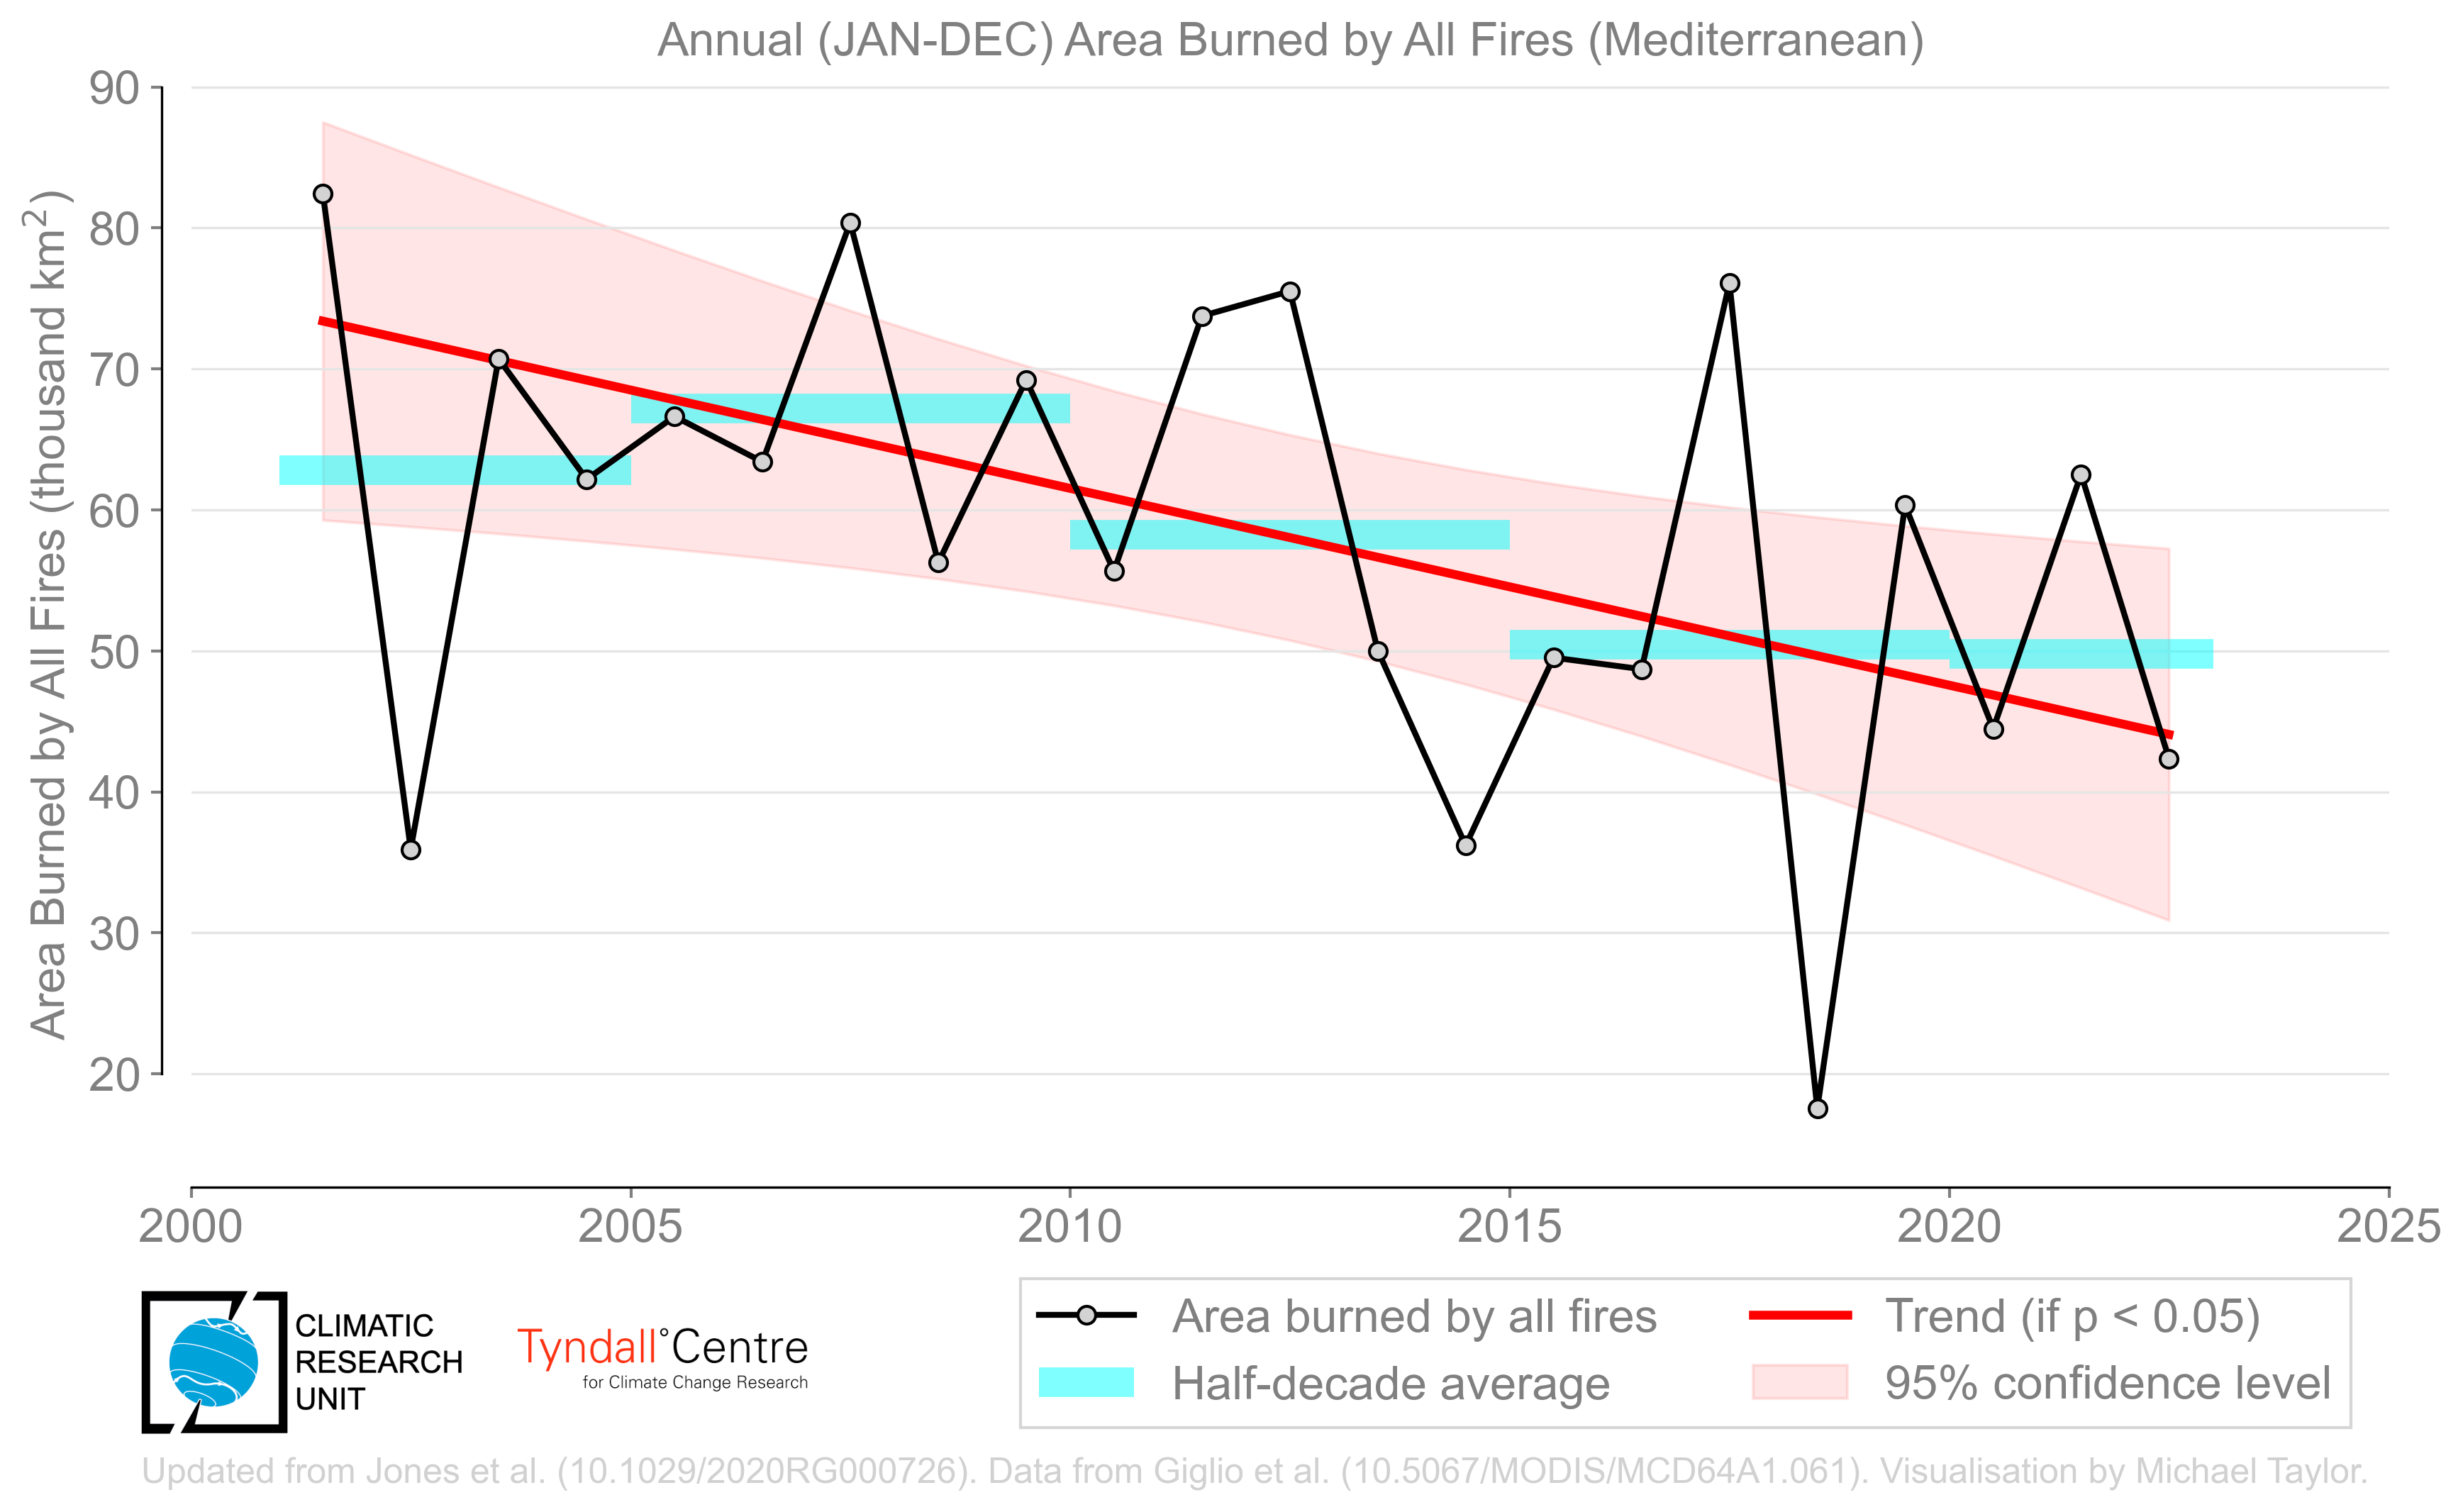 Annual (JAN-DEC) Area Burned by All Fires (Mediterranean)
Area Burned by All Fires (thousand km²)
90
80
70
60
50
40
30
20
2000 2005 2010 2015 2020 2025
CLIMATIC
RESEARCH
UNIT
Tyndall°Centre
for Climate Change Research
Area burned by all fires
Half-decade average
Trend (if p < 0.05)
95% confidence level
Updated from Jones et al. (10.1029/2020RG000726). Data from Giglio et al. (10.5067/MODIS/MCD64A1.061). Visualisation by Michael Taylor.